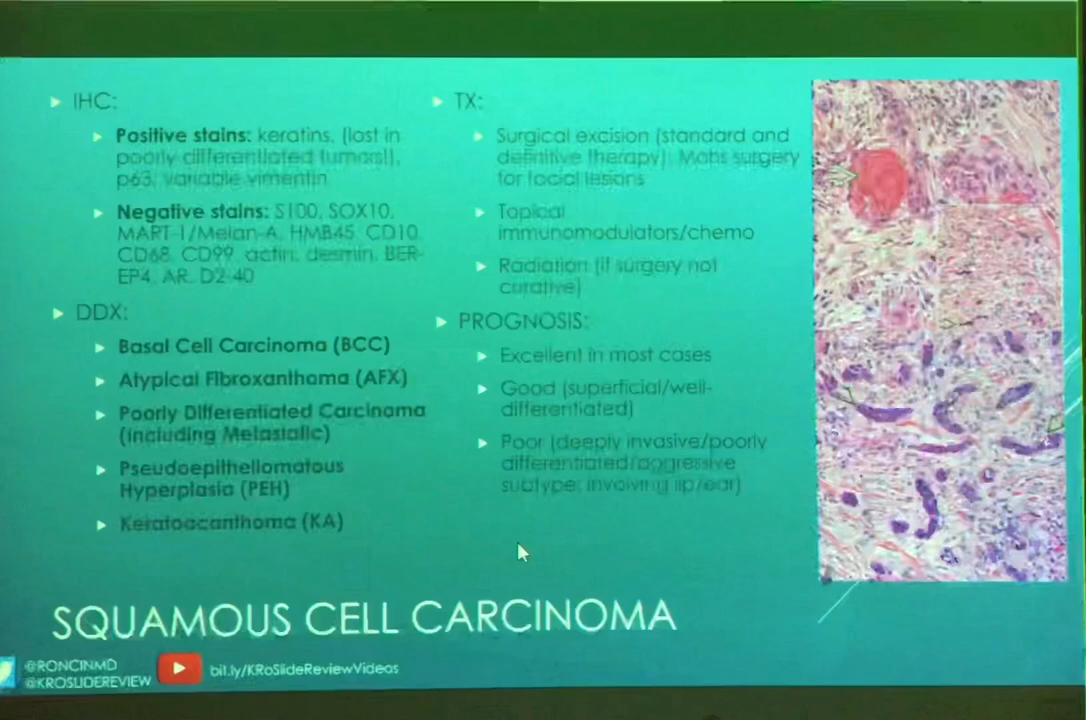 IHC:
Positive stains: keratins, (lost in
poorly differentiated tumors!),
p63, variable vimentin
Negative stains: S100, SOX10,
MART-1/Melan-A, HMB45, CD10,
CD68, CD99, actin, desmin, BER-
EP4, AR, D2-40
DDX:
Basal Cell Carcinoma (BCC)
Atypical Fibroxanthoma (AFX)
Poorly Differentiated Carcinoma
(Including Metastatic)
Pseudoepitheliomatous
Hyperplasia (PEH)
Keratoacanthoma (KA)
TX:
Surgical excision (standard and
definitive therapy); Mohs surgery
for facial lesions
Topical
immunomodulators/chemo
Radiation (if surgery not
curative)
PROGNOSIS:
Excellent in most cases
Good (superficial/well-
differentiated)
Poor (deeply invasive/poorly
differentiated/aggressive
subtype; involving lip/ear)
SQUAMOUS CELL CARCINOMA
@RONCINMD
@KROSLIDEREVIEW
bit.ly/KRoSlideReviewVideos